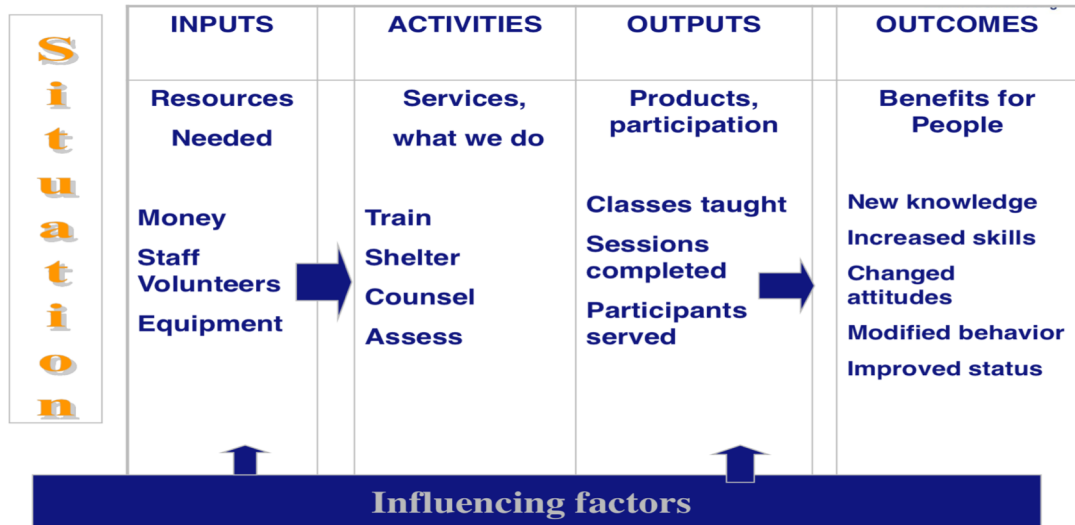 Situation
INPUTS
Resources
Needed
Money
Staff
Volunteers
Equipment
ACTIVITIES
Services,
what we do
Train
Shelter
Counsel
Assess
OUTPUTS
Products,
participation
Classes taught
Sessions
completed
Participants
served
OUTCOMES
Benefits for
People
New knowledge
Increased skills
Changed
attitudes
Modified behavior
Improved status
Influencing factors